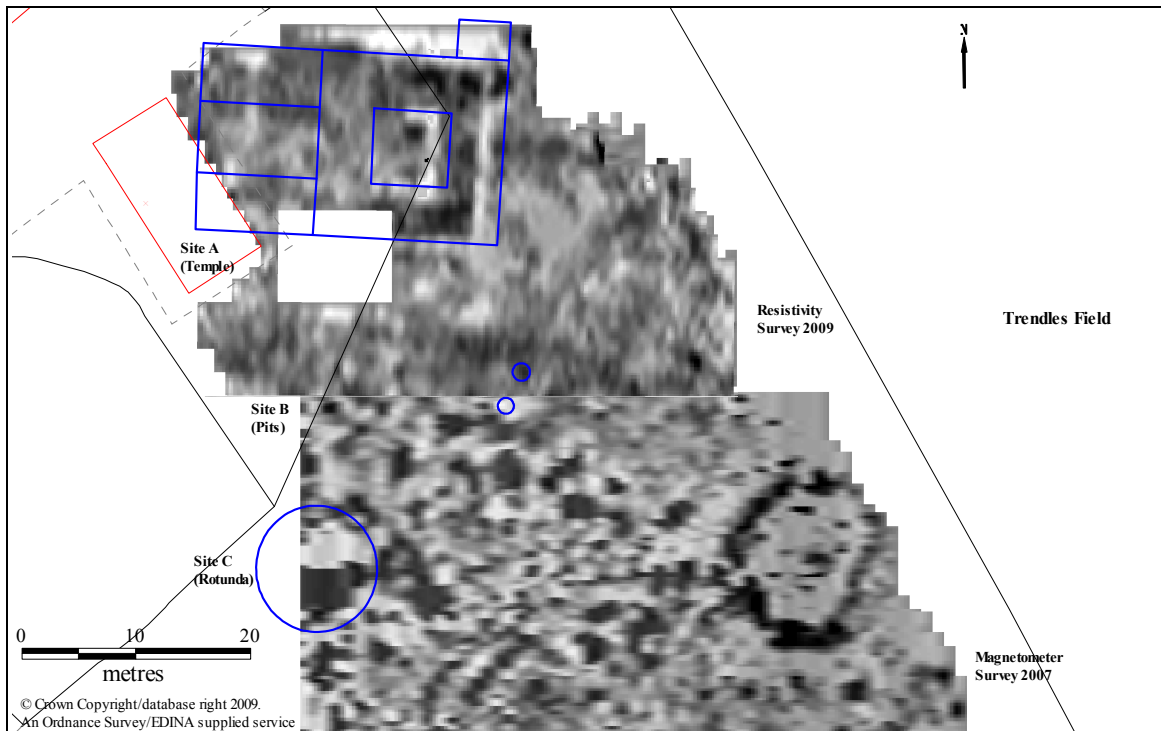 Site A
(Temple)
Resistivity
Survey 2009
Trendles Field
Site B
(Pits)
Site C
(Rotunda)
0 10 20
metres
Magnetometer
Survey 2007
© Crown Copyright/database right 2009.
An Ordnance Survey/EDINA supplied service